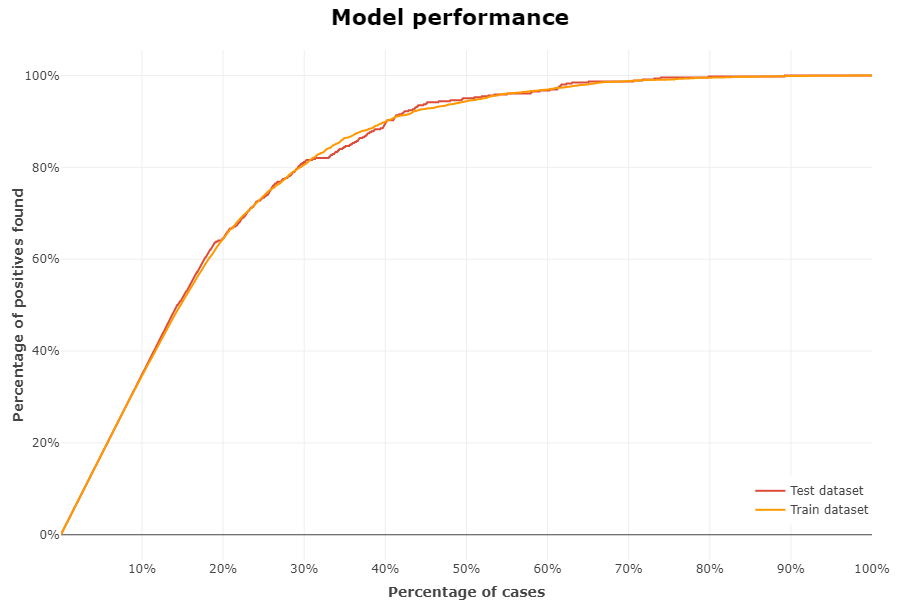 Model performance
100%
80%
60%
40%
20%
0%
Percentage of positives found
10% 20% 30% 40% 50% 60% 70% 80% 90% 100%
Percentage of cases
Test dataset
Train dataset